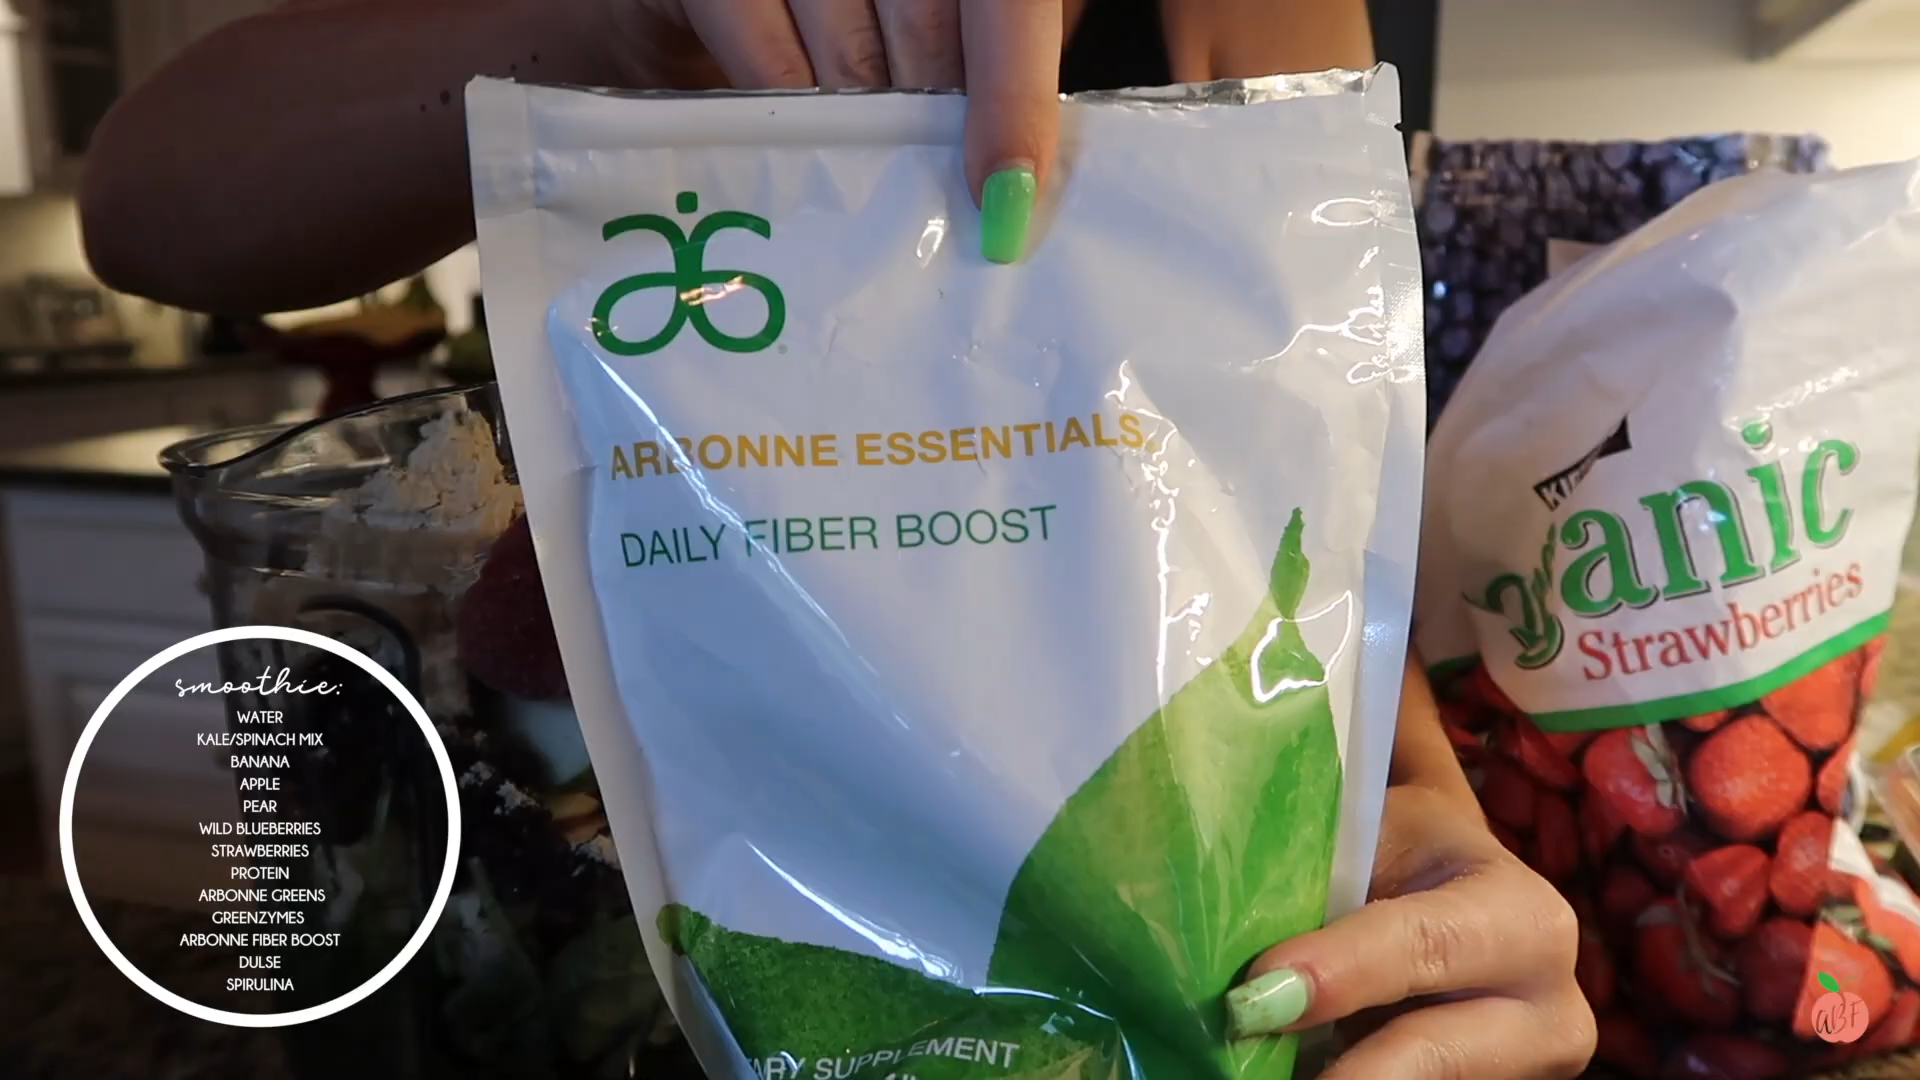 ARBONNE ESSENTIALS
DAILY FIBER BOOST
SUPPLEMENT
anic
Strawberries
smoothie:
WATER
KALE/SPINACH MIX
BANANA
APPLE
PEAR
WILD BLUEBERRIES
STRAWBERRIES
PROTEIN
ARBONNE GREENS
GREENZYMES
ARBONNE FIBER BOOST
DULSE
SPIRULINA
aBF